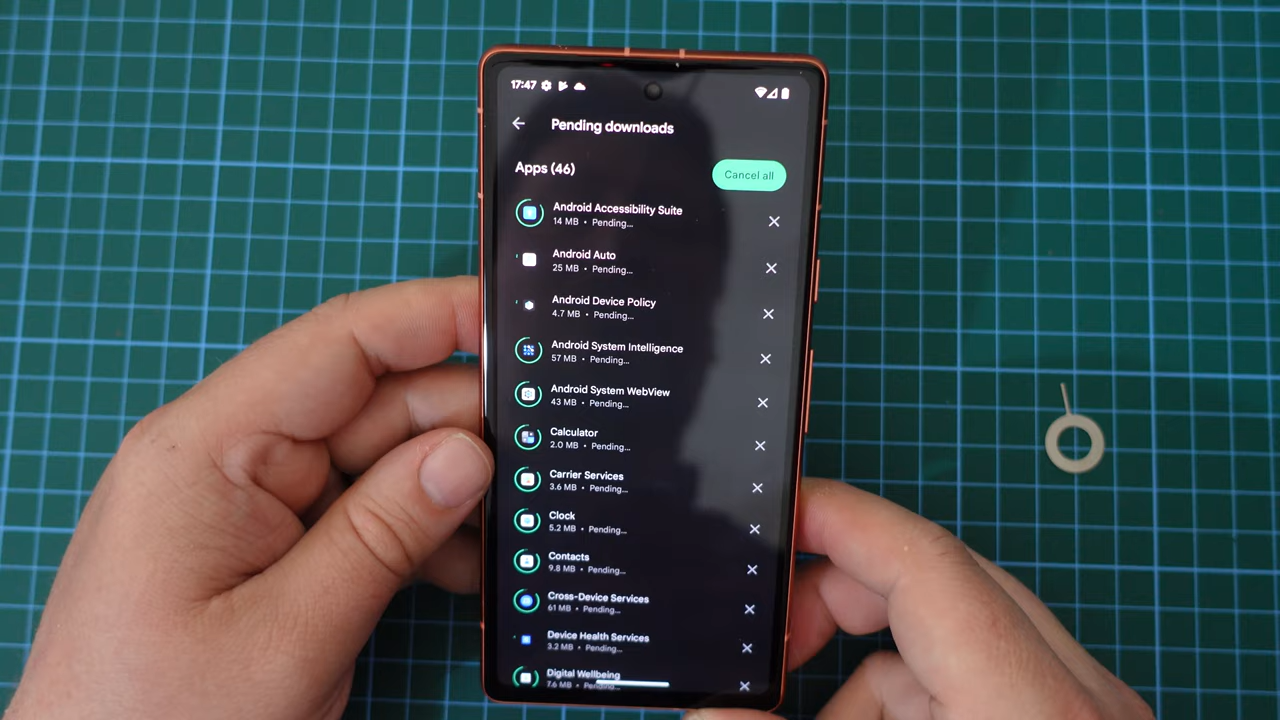 17:47
Pending downloads
Apps (46)
Cancel all
Android Accessibility Suite
14 MB • Pending...
Android Auto
25 MB • Pending...
Android Device Policy
4.7 MB • Pending...
Android System Intelligence
57 MB • Pending...
Android System WebView
43 MB • Pending...
Calculator
2.0 MB • Pending...
Carrier Services
3.6 MB • Pending...
Clock
5.2 MB • Pending...
Contacts
9.8 MB • Pending...
Cross-Device Services
61 MB • Pending...
Device Health Services
3.2 MB • Pending...
Digital Wellbeing
7.6 MB • Pending...